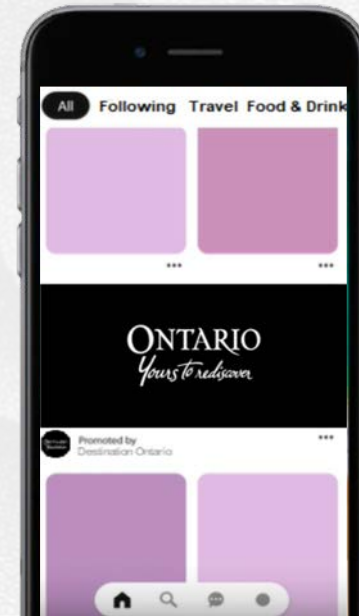 All Following Travel Food & Drink
ONTARIO
Yours to rediscover
Promoted by
Destination Ontario